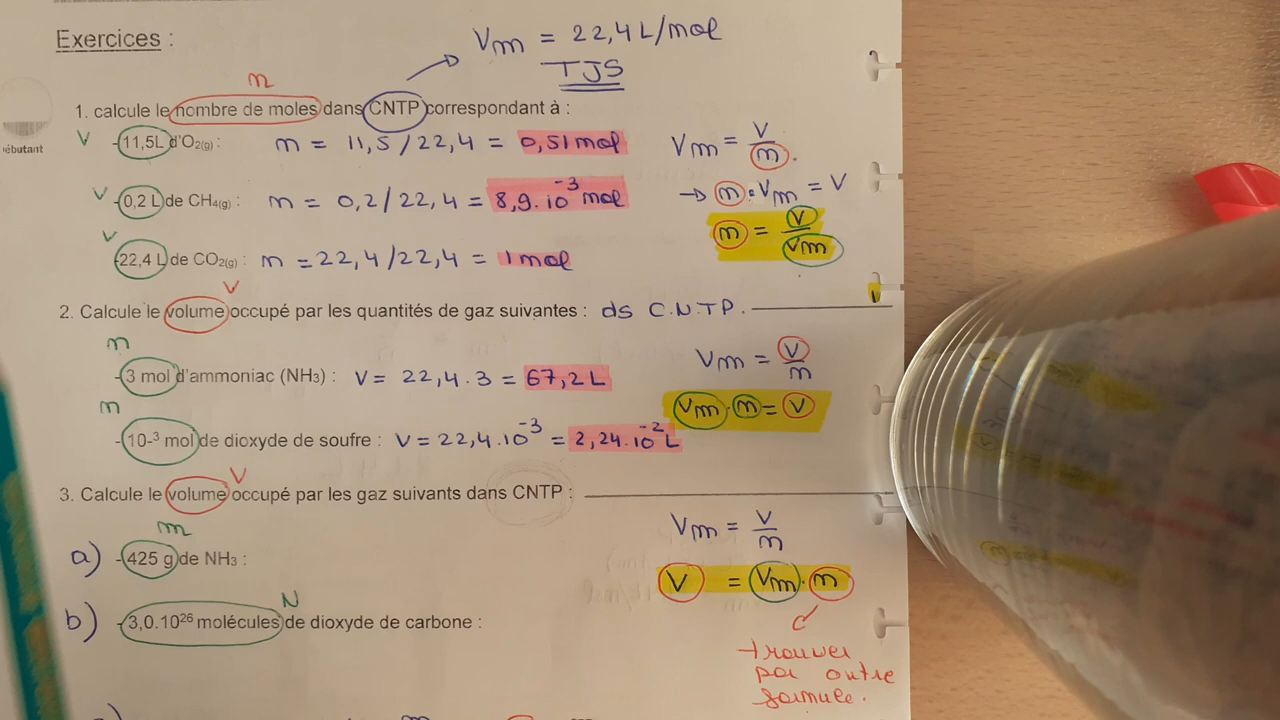 Exercices :
Vm = 22,4 L/mol
TJS
n
1. calcule le nombre de moles dans CNTP correspondant à :
débutant
V -11,5L d'O2(g) : n = 11,5/22,4 = 0,51mol
Vm = V/n.
V -0,2 L de CH4(g) : n = 0,2/22,4 = 8,9.10⁻³ mol
→ n.Vm = V
n = V/Vm
V
-22,4 L de CO2(g) : n = 22,4/22,4 = 1 mol
V
2. Calcule le volume occupé par les quantités de gaz suivantes : ds C.N.T.P.
n
-3 mol d'ammoniac (NH3) : V = 22,4.3 = 67,2 L
Vm = V/n
Vm.n = V
n
-10-³ mol de dioxyde de soufre : V = 22,4.10⁻³ = 2,24.10⁻² L
V
3. Calcule le volume occupé par les gaz suivants dans CNTP :
m
a) -425 g de NH3 :
Vm = V/n
V = Vm.n
N
b) -3,0.10²⁶ molécules de dioxyde de carbone :
trouver
par autre
formule.